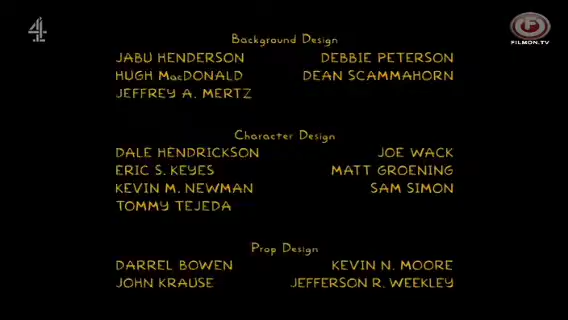 4
FILMON.TV
Background Design
JABU HENDERSON DEBBIE PETERSON
HUGH MacDONALD DEAN SCAMMAHORN
JEFFREY A. MERTZ
Character Design
DALE HENDRICKSON JOE WACK
ERIC S. KEYES MATT GROENING
KEVIN M. NEWMAN SAM SIMON
TOMMY TEJEDA
Prop Design
DARREL BOWEN KEVIN N. MOORE
JOHN KRAUSE JEFFERSON R. WEEKLEY